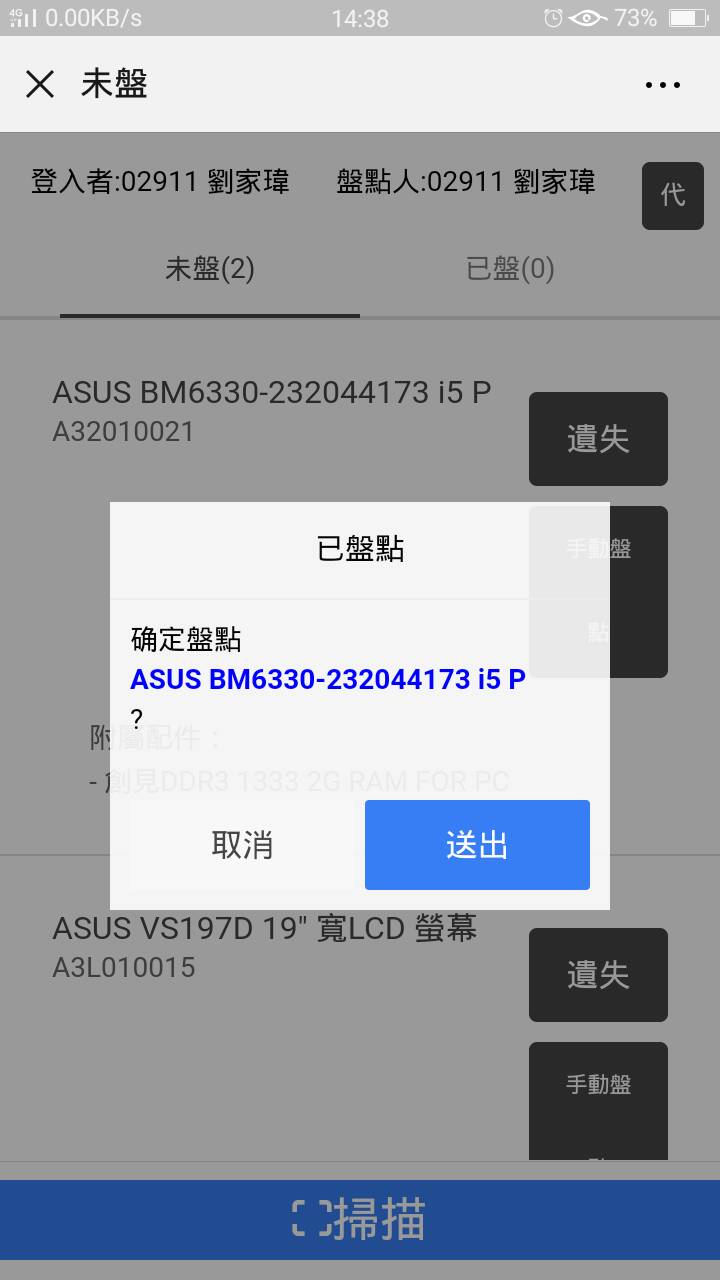 4G 0.00KB/s 14:38 73%
未盤
登入者:02911 劉家瑋 盤點人:02911 劉家瑋 代
未盤(2) 已盤(0)
ASUS BM6330-232044173 i5 P
A32010021
遺失
手動盤
點
已盤點
确定盤點
ASUS BM6330-232044173 i5 P
?
附屬配件：
- 創見DDR3 1333 2G RAM FOR PC
取消 送出
ASUS VS197D 19" 寬LCD 螢幕
A3L010015
遺失
手動盤
掃描